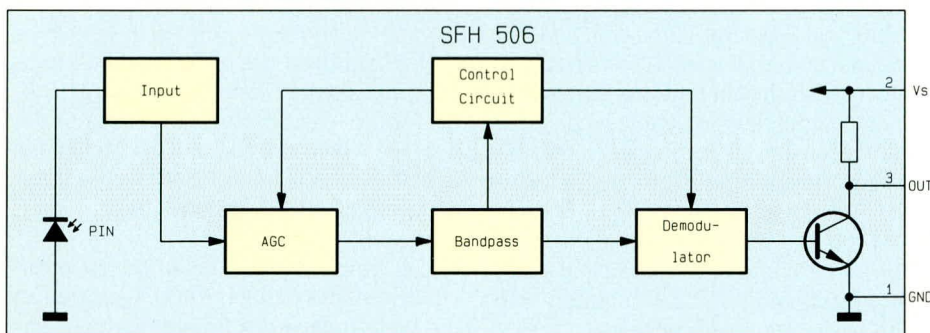 SFH 506
Input
Control
Circuit
2
Vs
3
OUT
PIN
AGC
Bandpass
Demodu-
lator
1
GND